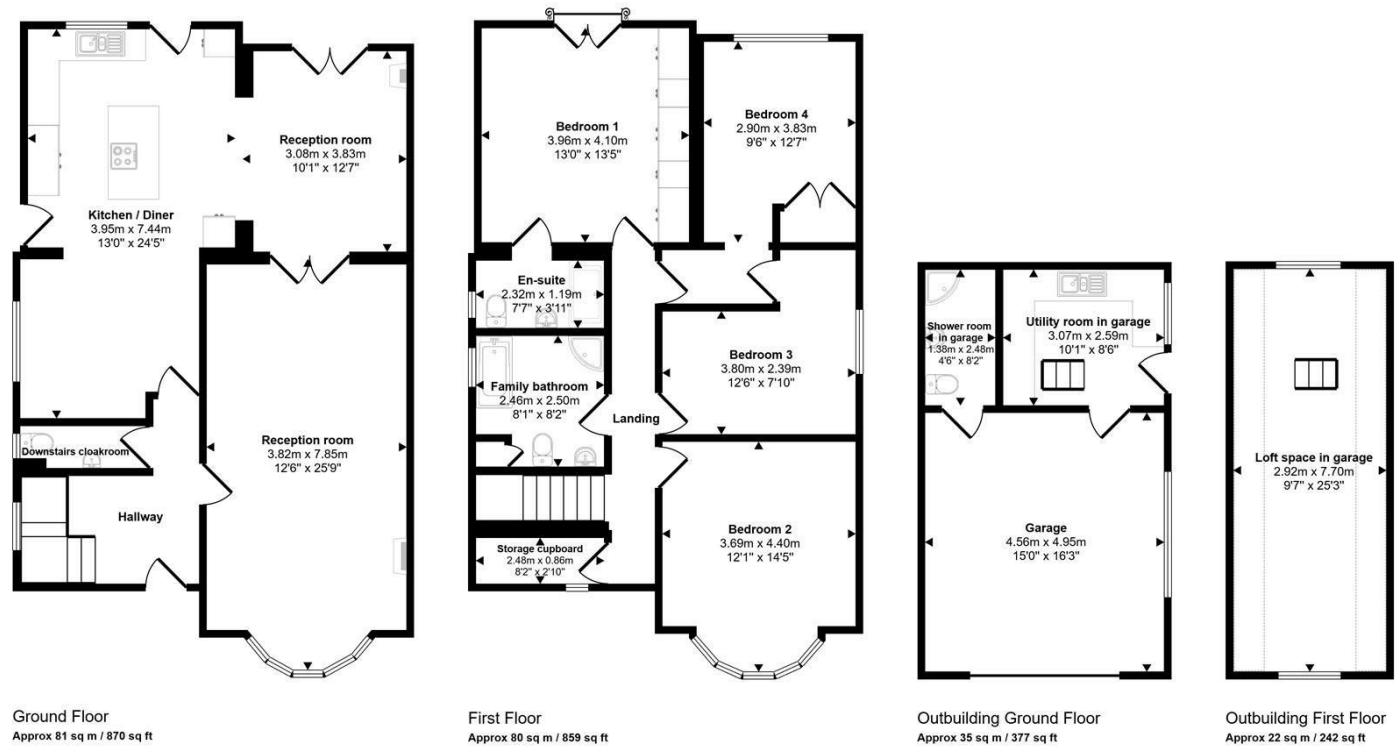 Kitchen / Diner
3.95m x 7.44m
13'0" x 24'5"
Reception room
3.08m x 3.83m
10'1" x 12'7"
Downstairs cloakroom
Hallway
Reception room
3.82m x 7.85m
12'6" x 25'9"
Ground Floor
Approx 81 sq m / 870 sq ft
Bedroom 1
3.96m x 4.10m
13'0" x 13'5"
Bedroom 4
2.90m x 3.83m
9'6" x 12'7"
En-suite
2.32m x 1.19m
7'7" x 3'11"
Family bathroom
2.46m x 2.50m
8'1" x 8'2"
Landing
Bedroom 3
3.80m x 2.39m
12'6" x 7'10"
Storage cupboard
2.48m x 0.86m
8'2" x 2'10"
Bedroom 2
3.69m x 4.40m
12'1" x 14'5"
First Floor
Approx 80 sq m / 859 sq ft
Shower room
in garage
1.38m x 2.48m
4'6" x 8'2"
Utility room in garage
3.07m x 2.59m
10'1" x 8'6"
Garage
4.56m x 4.95m
15'0" x 16'3"
Outbuilding Ground Floor
Approx 35 sq m / 377 sq ft
Loft space in garage
2.92m x 7.70m
9'7" x 25'3"
Outbuilding First Floor
Approx 22 sq m / 242 sq ft